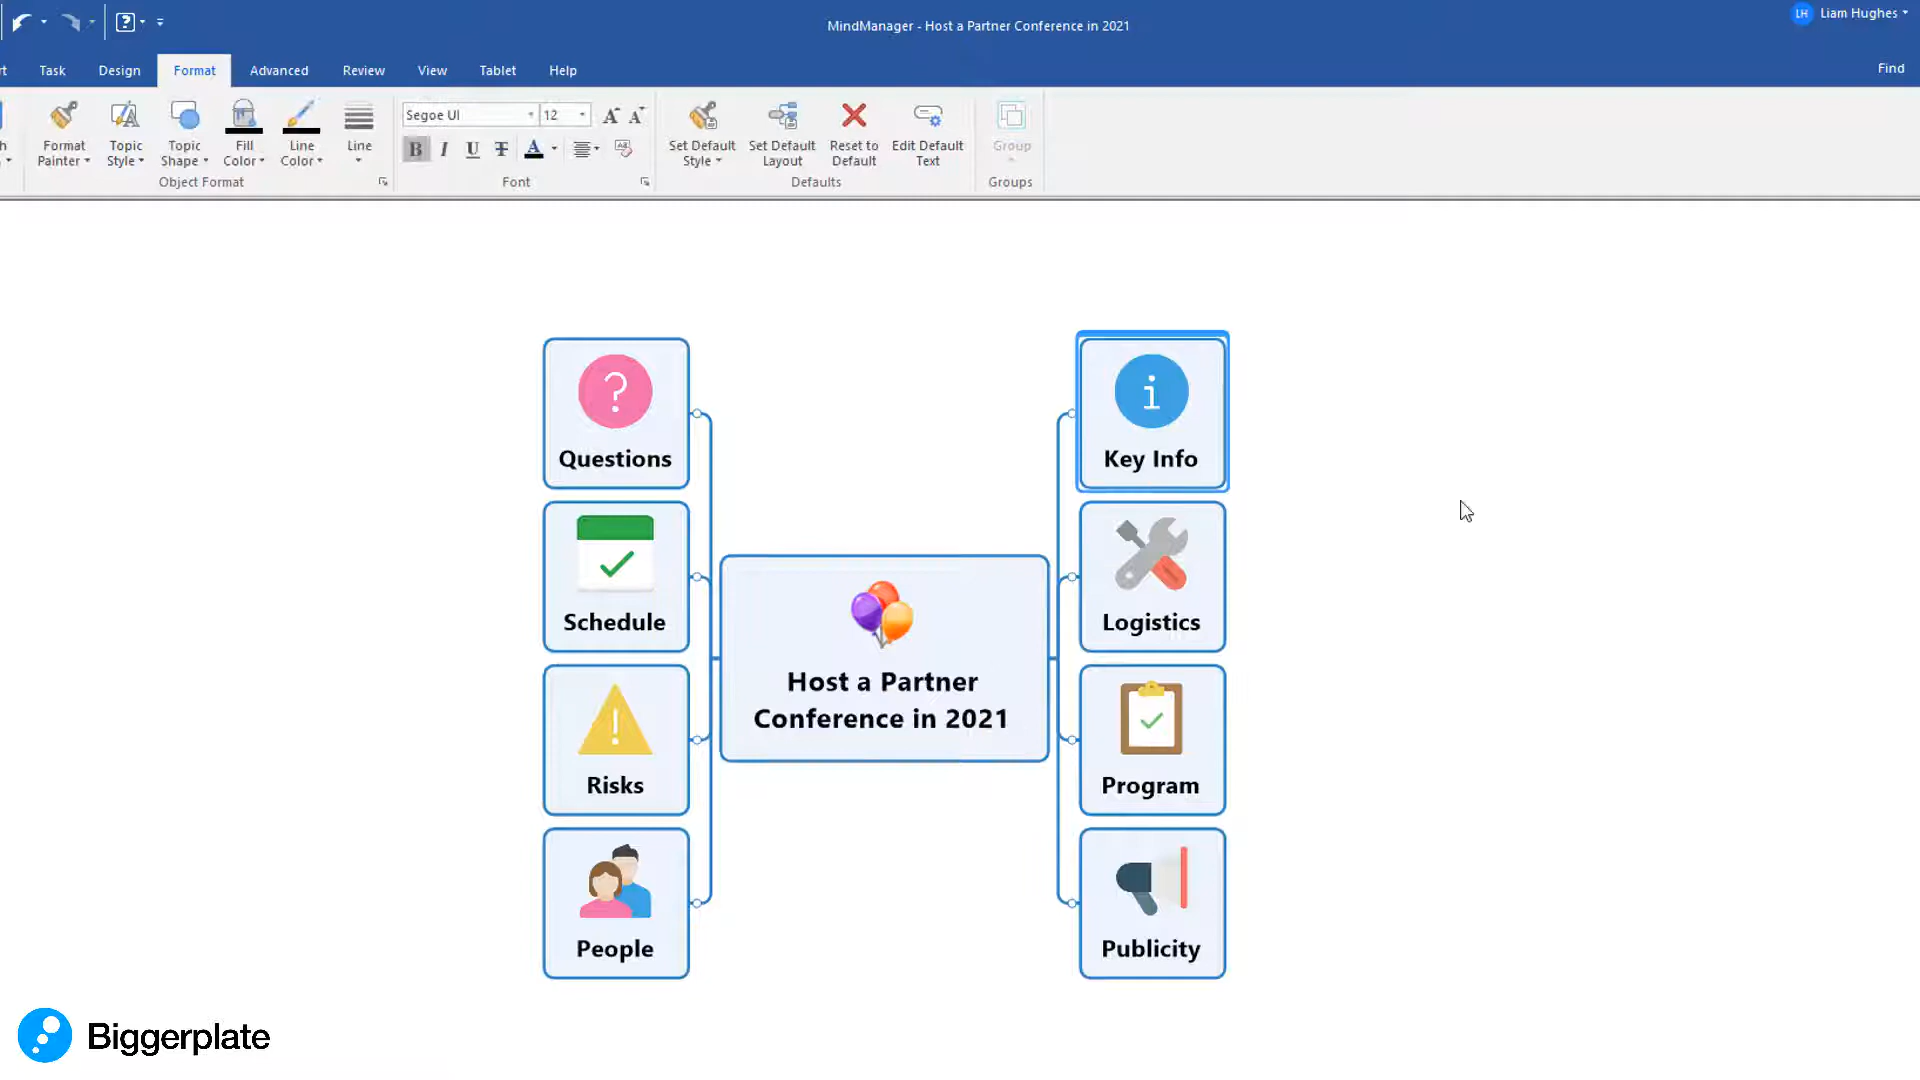 MindManager - Host a Partner Conference in 2021
LH Liam Hughes
Task Design Format Advanced Review View Tablet Help
Find
Format Painter
Topic Style
Topic Shape
Fill Color
Line Color
Line
Object Format
Segoe UI 12
B I U T A
Font
Set Default Style
Set Default Layout
Reset to Default
Edit Default Text
Defaults
Group
Groups
?
Questions
Schedule
!
Risks
People
Host a Partner
Conference in 2021
i
Key Info
Logistics
Program
Publicity
Biggerplate